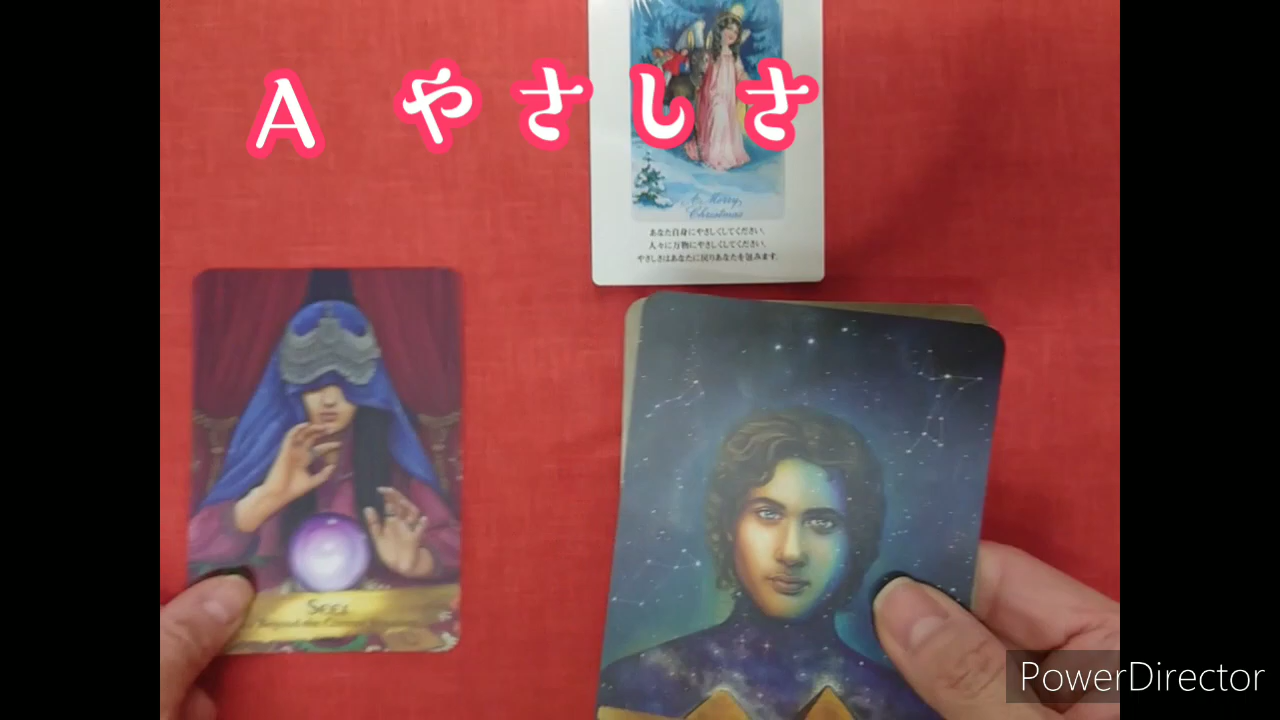 A やさしさ
A Merry
Christmas
あなた自身にやさしくしてください。
人々に万物にやさしくしてください。
やさしさはあなたに戻りあなたを包みます。
Seer
PowerDirector